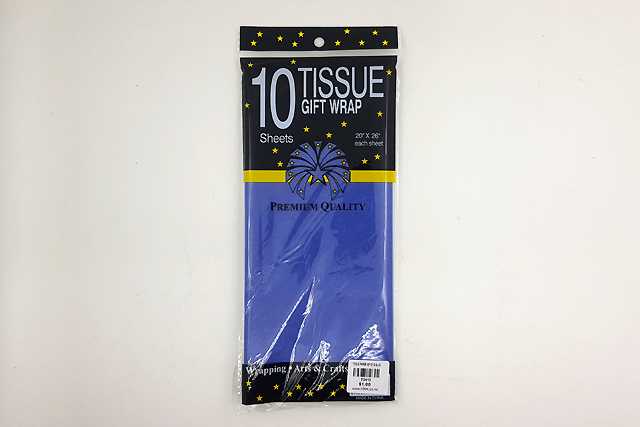 10 TISSUE
GIFT WRAP
Sheets
20" X 26"
each sheet
PREMIUM QUALITY
Wrapping • Arts & Crafts
$1.00
MADE IN CHINA